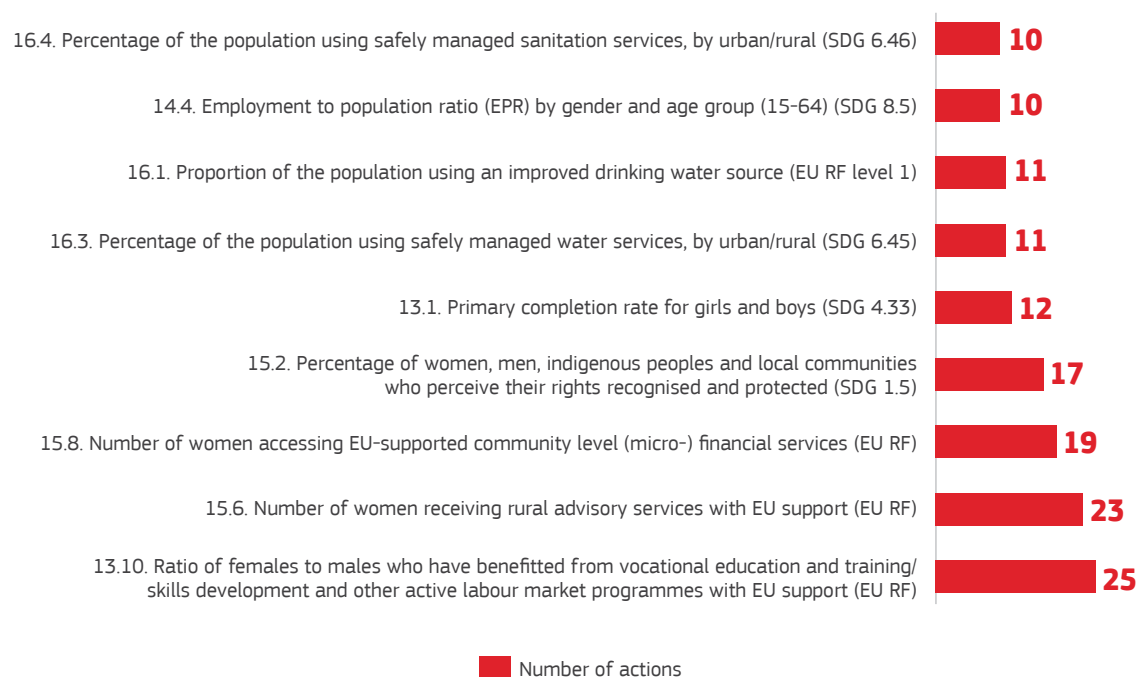 16.4. Percentage of the population using safely managed sanitation services, by urban/rural (SDG 6.46) 10
14.4. Employment to population ratio (EPR) by gender and age group (15-64) (SDG 8.5) 10
16.1. Proportion of the population using an improved drinking water source (EU RF level 1) 11
16.3. Percentage of the population using safely managed water services, by urban/rural (SDG 6.45) 11
13.1. Primary completion rate for girls and boys (SDG 4.33) 12
15.2. Percentage of women, men, indigenous peoples and local communities
who perceive their rights recognised and protected (SDG 1.5) 17
15.8. Number of women accessing EU-supported community level (micro-) financial services (EU RF) 19
15.6. Number of women receiving rural advisory services with EU support (EU RF) 23
13.10. Ratio of females to males who have benefitted from vocational education and training/
skills development and other active labour market programmes with EU support (EU RF) 25
Number of actions